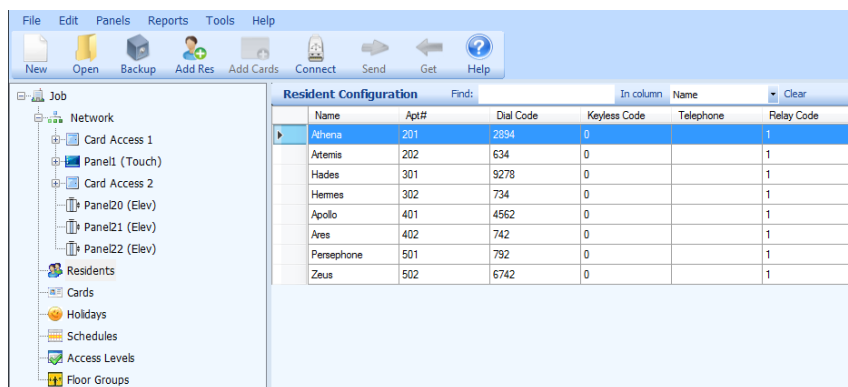 File Edit Panels Reports Tools Help
New Open Backup Add Res Add Cards Connect Send Get Help
Job
Network
Card Access 1
Panel1 (Touch)
Card Access 2
Panel20 (Elev)
Panel21 (Elev)
Panel22 (Elev)
Residents
Cards
Holidays
Schedules
Access Levels
Floor Groups
Resident Configuration Find: In column Name Clear
Name Apt# Dial Code Keyless Code Telephone Relay Code
Athena 201 2894 0 1
Artemis 202 634 0 1
Hades 301 9278 0 1
Hermes 302 734 0 1
Apollo 401 4562 0 1
Ares 402 742 0 1
Persephone 501 792 0 1
Zeus 502 6742 0 1